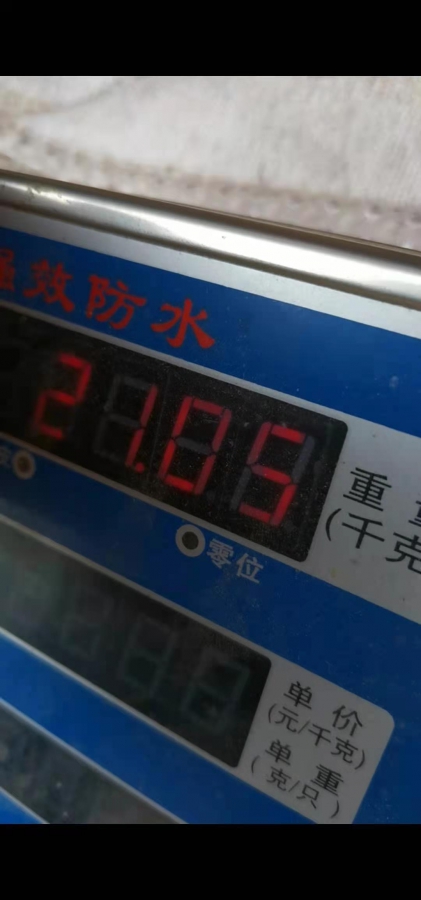 强效防水
21.05
重
(千克
零位
单价
(元/千克)
单重
(克/只)